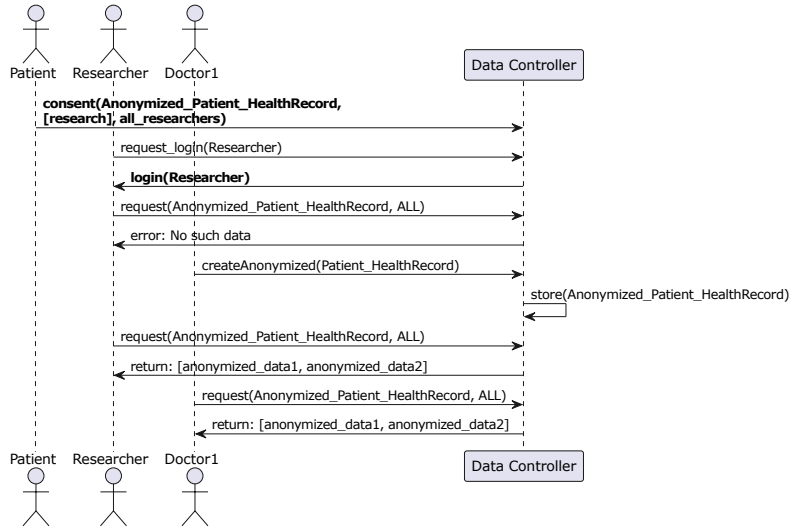 Patient Researcher Doctor1
Data Controller
consent(Anonymized_Patient_HealthRecord,
[research], all_researchers)
request_login(Researcher)
login(Researcher)
request(Anonymized_Patient_HealthRecord, ALL)
error: No such data
createAnonymized(Patient_HealthRecord)
store(Anonymized_Patient_HealthRecord)
request(Anonymized_Patient_HealthRecord, ALL)
return: [anonymized_data1, anonymized_data2]
request(Anonymized_Patient_HealthRecord, ALL)
return: [anonymized_data1, anonymized_data2]
Patient Researcher Doctor1
Data Controller